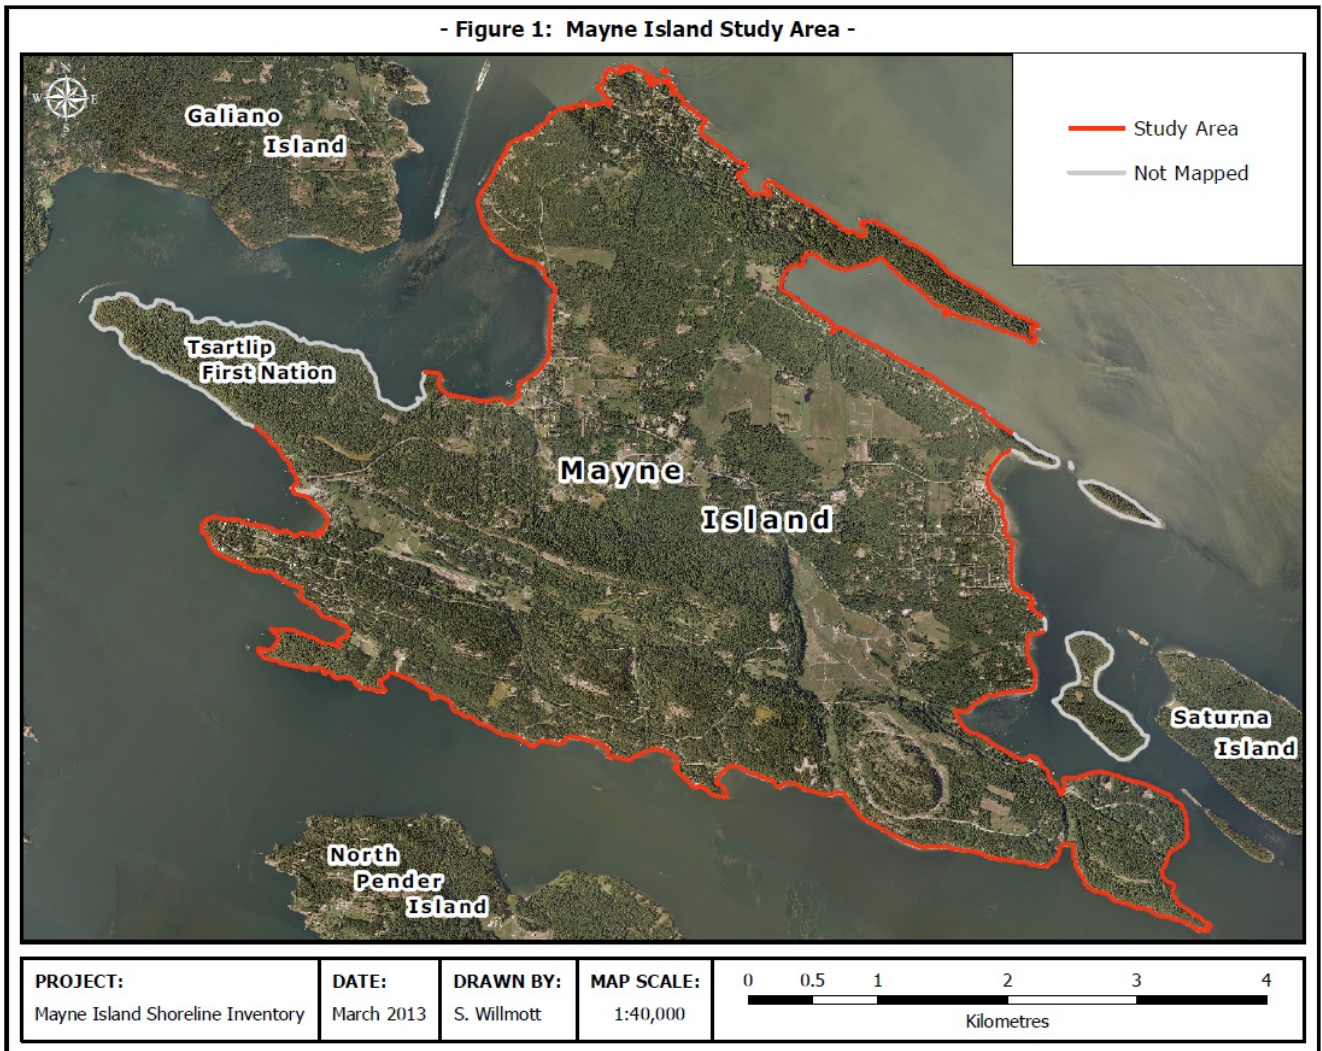 - Figure 1: Mayne Island Study Area -
N
W E
S
Galiano
Island
Study Area
Not Mapped
Tsartlip
First Nation
Mayne
Island
Saturna
Island
North
Pender
Island
PROJECT:
Mayne Island Shoreline Inventory
DATE:
March 2013
DRAWN BY:
S. Willmott
MAP SCALE:
1:40,000
0 0.5 1 2 3 4
Kilometres